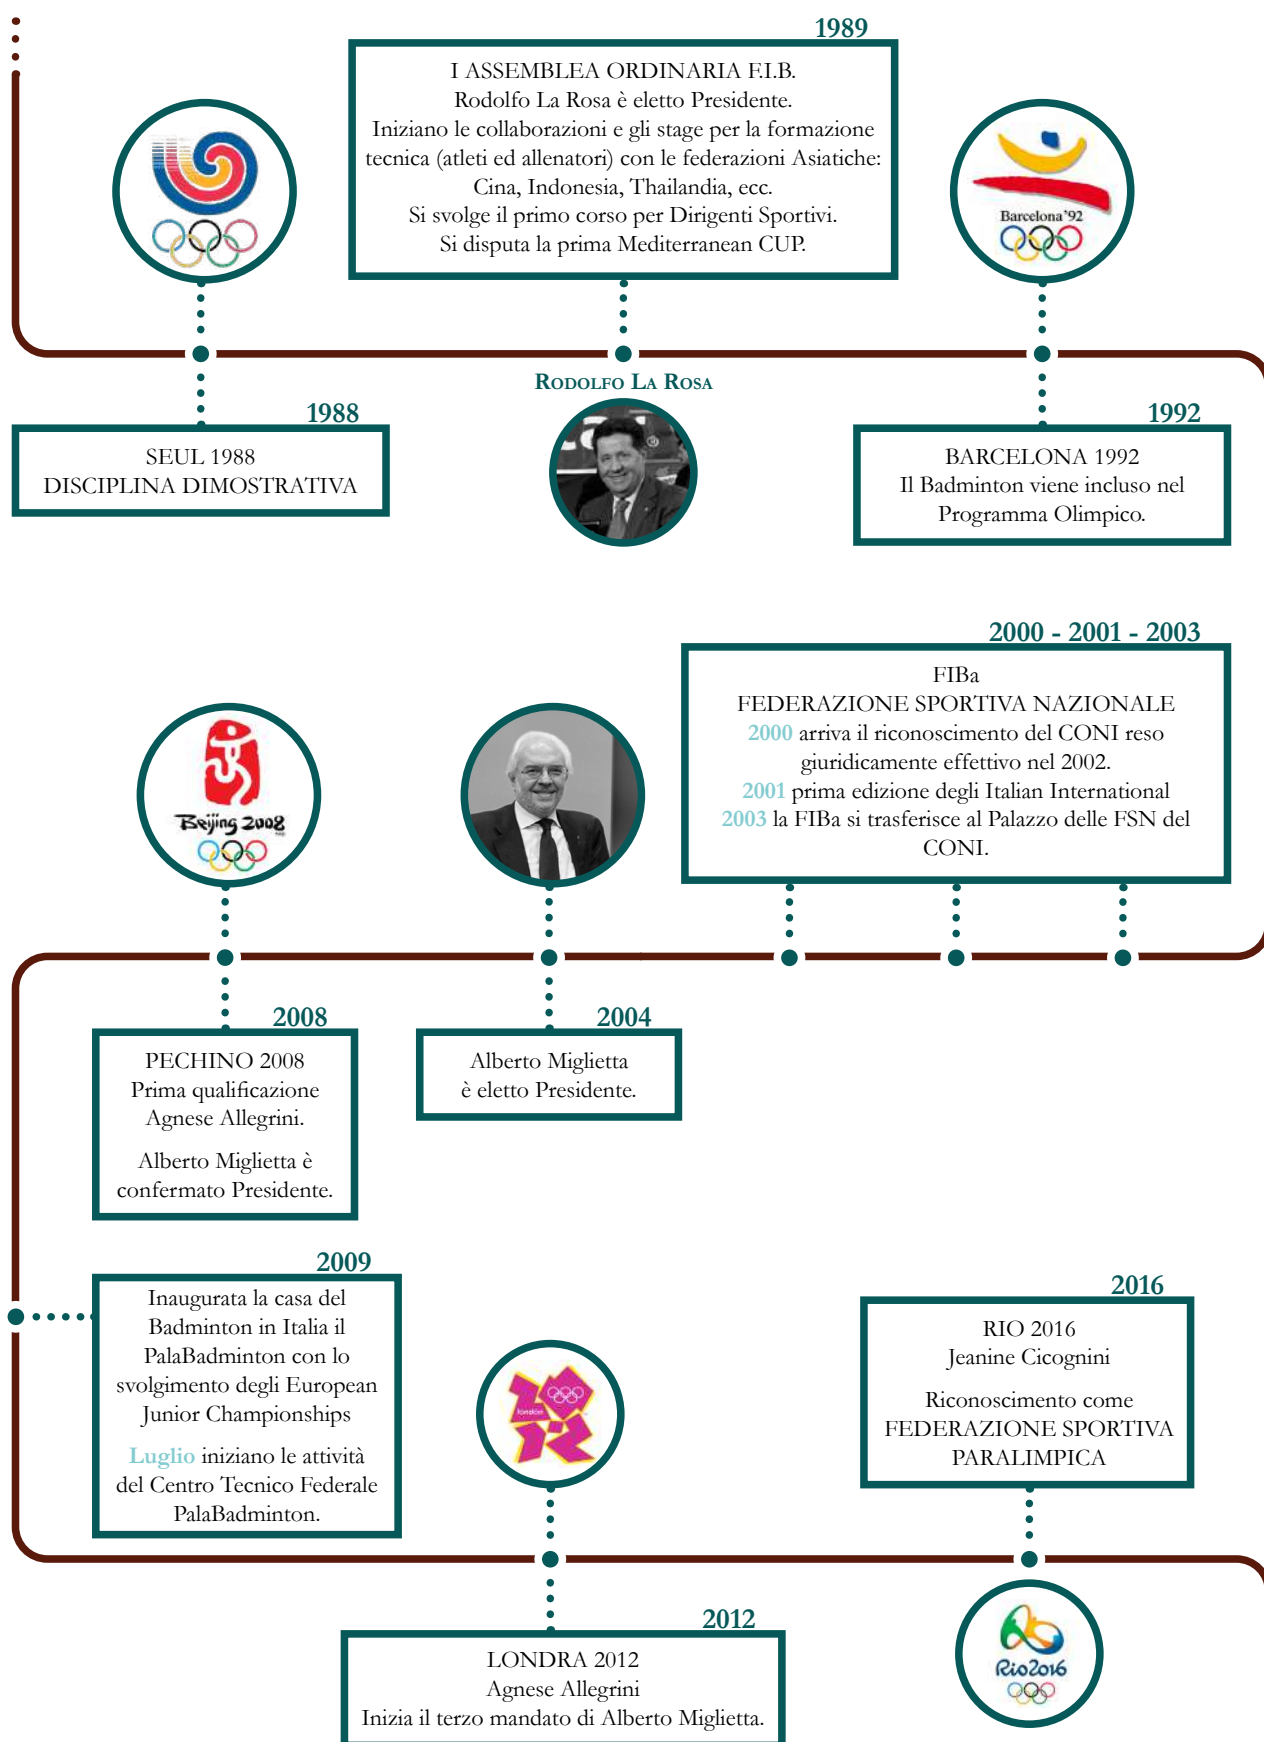 1989
I ASSEMBLEA ORDINARIA F.I.B.
Rodolfo La Rosa è eletto Presidente.
Iniziano le collaborazioni e gli stage per la formazione
tecnica (atleti ed allenatori) con le federazioni Asiatiche:
Cina, Indonesia, Thailandia, ecc.
Si svolge il primo corso per Dirigenti Sportivi.
Si disputa la prima Mediterranean CUP.
Barcelona'92
RODOLFO LA ROSA
1988
SEUL 1988
DISCIPLINA DIMOSTRATIVA
1992
BARCELONA 1992
Il Badminton viene incluso nel
Programma Olimpico.
2000 - 2001 - 2003
FIBa
FEDERAZIONE SPORTIVA NAZIONALE
2000 arriva il riconoscimento del CONI reso
giuridicamente effettivo nel 2002.
2001 prima edizione degli Italian International
2003 la FIBa si trasferisce al Palazzo delle FSN del
CONI.
Beijing 2008
2008
PECHINO 2008
Prima qualificazione
Agnese Allegrini.
Alberto Miglietta è
confermato Presidente.
2004
Alberto Miglietta
è eletto Presidente.
2009
Inaugurata la casa del
Badminton in Italia il
PalaBadminton con lo
svolgimento degli European
Junior Championships
Luglio iniziano le attività
del Centro Tecnico Federale
PalaBadminton.
london
2016
RIO 2016
Jeanine Cicognini
Riconoscimento come
FEDERAZIONE SPORTIVA
PARALIMPICA
2012
LONDRA 2012
Agnese Allegrini
Inizia il terzo mandato di Alberto Miglietta.
Rio2016